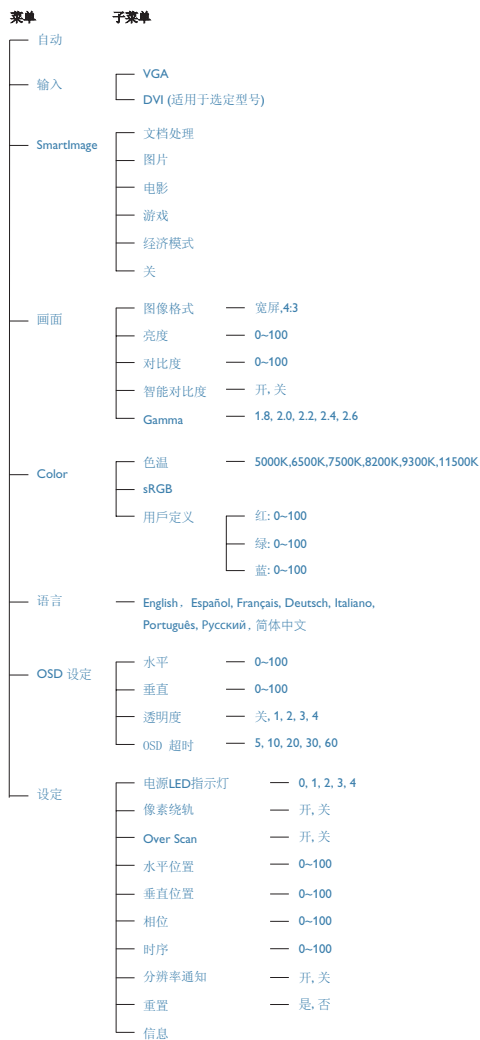 菜单 子菜单
自动
输入
VGA
DVI (适用于选定型号)
SmartImage
文档处理
图片
电影
游戏
经济模式
关
画面
图像格式 宽屏,4:3
亮度 0~100
对比度 0~100
智能对比度 开, 关
Gamma 1.8, 2.0, 2.2, 2.4, 2.6
Color
色温 5000K,6500K,7500K,8200K,9300K,11500K
sRGB
用戶定义 红: 0~100
绿: 0~100
蓝: 0~100
语言 English, Español, Français, Deutsch, Italiano,
Português, Русский, 简体中文
OSD 设定
水平 0~100
垂直 0~100
透明度 关, 1, 2, 3, 4
OSD 超时 5, 10, 20, 30, 60
设定
电源LED指示灯 0, 1, 2, 3, 4
像素绕轨 开, 关
Over Scan 开, 关
水平位置 0~100
垂直位置 0~100
相位 0~100
时序 0~100
分辨率通知 开, 关
重置 是, 否
信息